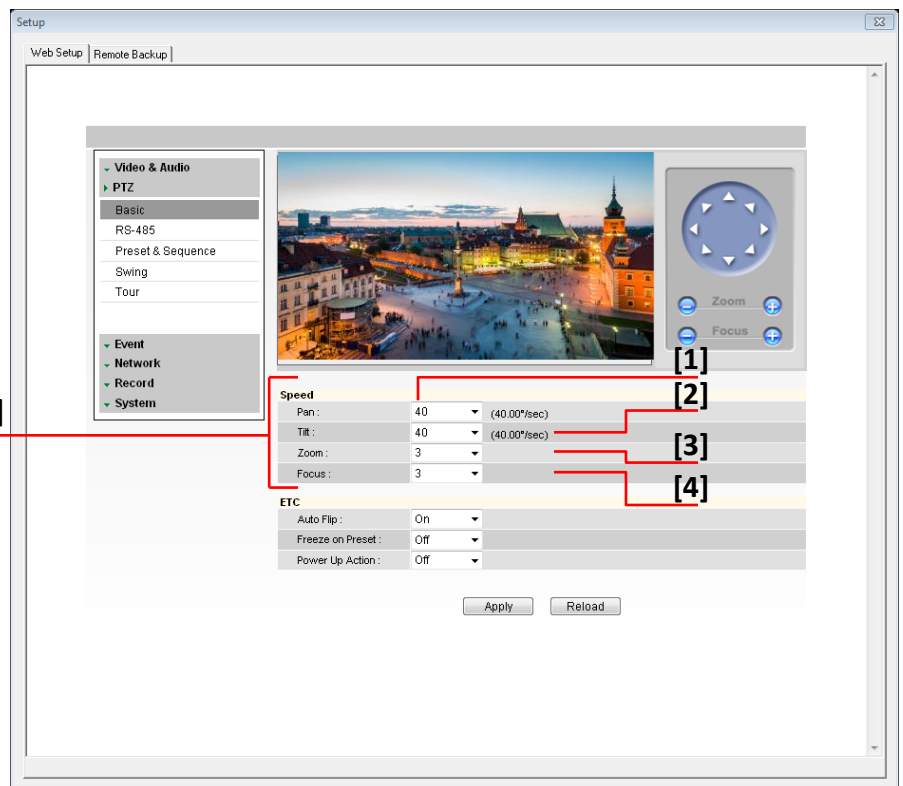 Setup
Web Setup
Remote Backup
Video & Audio
PTZ
Basic
RS-485
Preset & Sequence
Swing
Tour
Event
Network
Record
System
Zoom
Focus
[1]
[2]
[3]
[4]
]
Speed
Pan : 40 (40.00°/sec)
Tilt : 40 (40.00°/sec)
Zoom : 3
Focus : 3
ETC
Auto Flip : On
Freeze on Preset : Off
Power Up Action : Off
Apply Reload